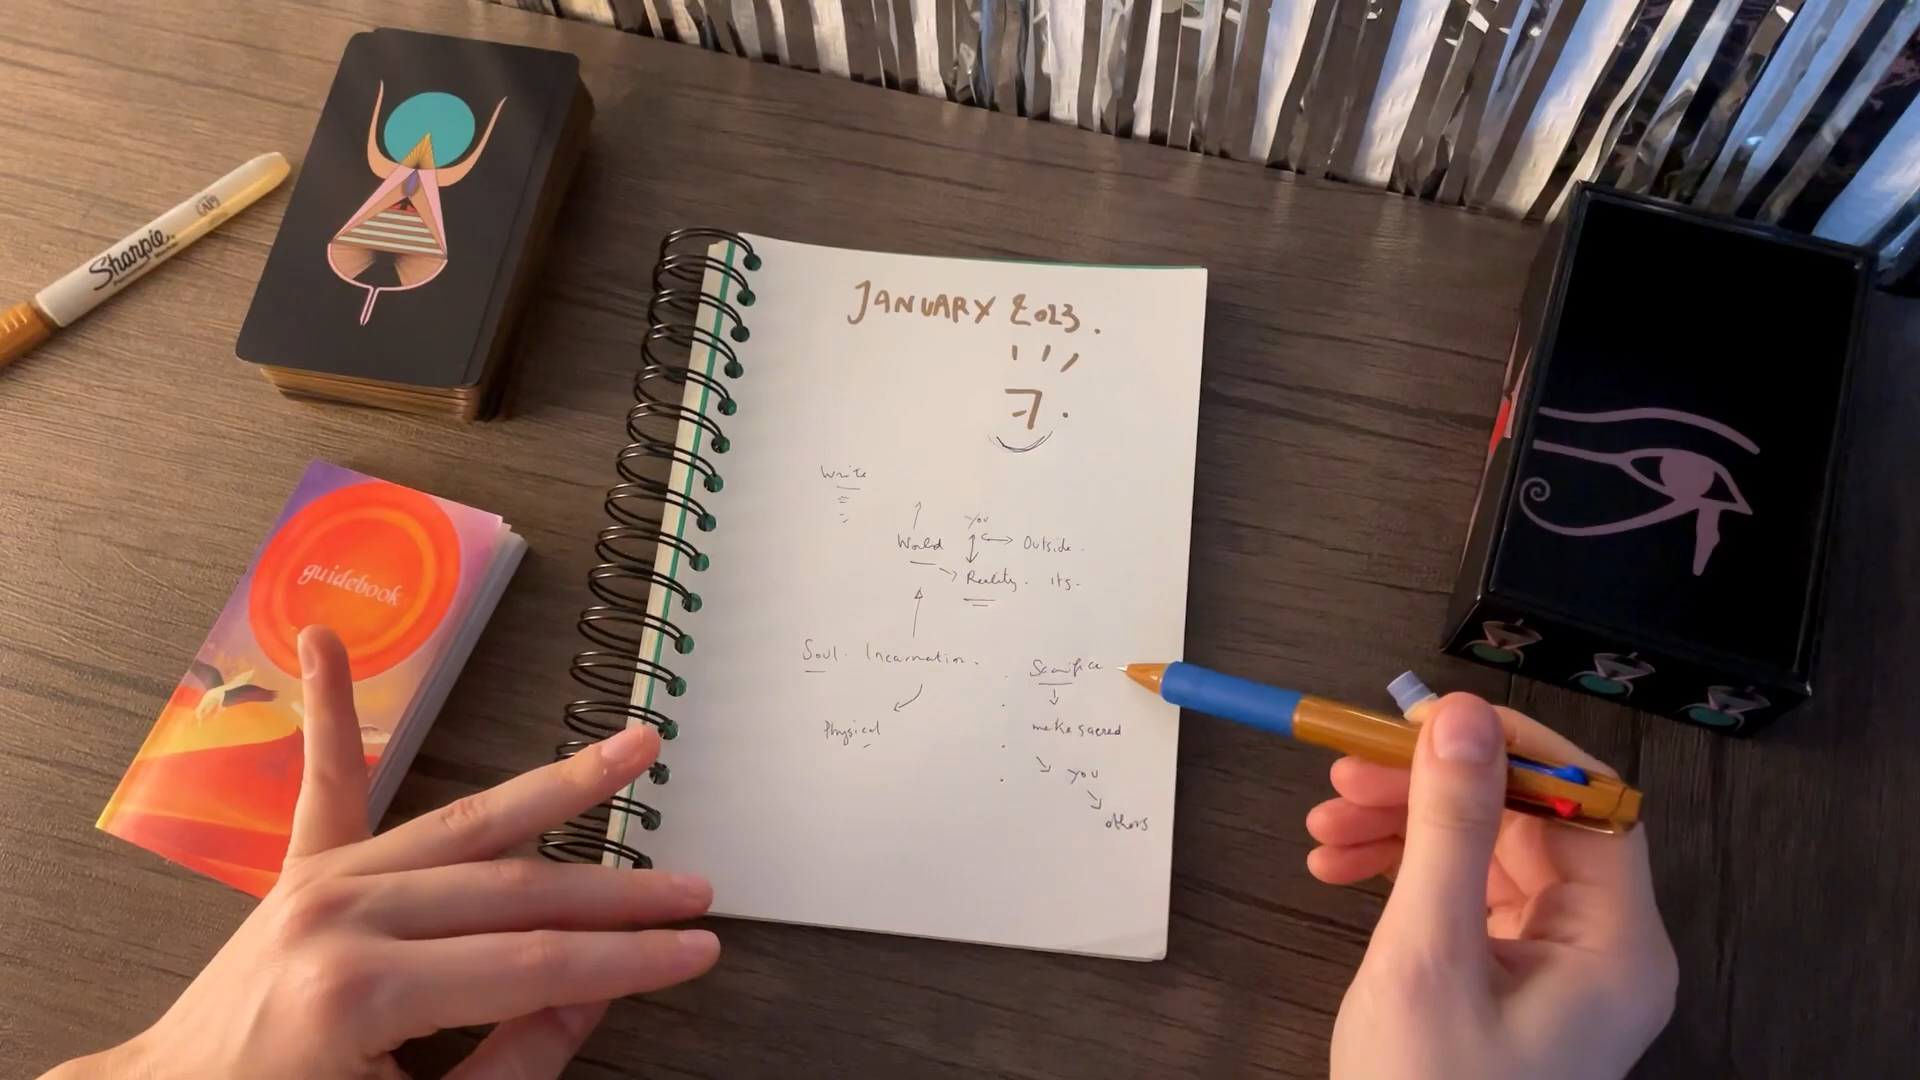 JANUARY 2023.
7.
Write
You
World
Outside.
Reality. its-
Soul. Incarnation.
Physical
Sacrifice
make sacred
you
others
Sharpie.
guidebook